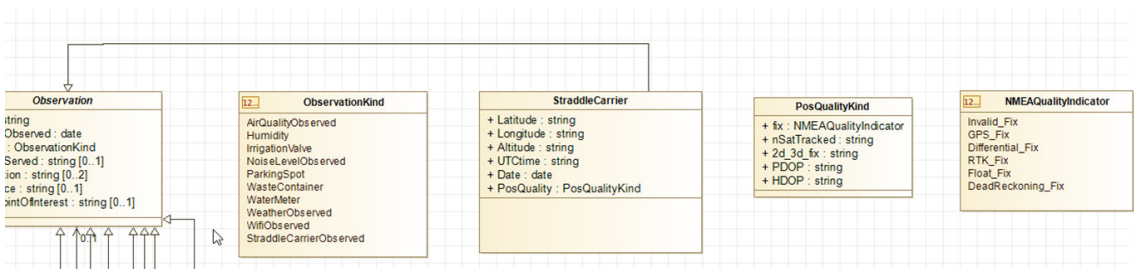 Observation
string
Observed : date
: ObservationKind
Served : string [0..1]
tion : string [0..2]
ce : string [0..1]
ointOfInterest : string [0..1]
0..1
12...
ObservationKind
AirQualityObserved
Humidity
IrrigationValve
NoiseLevelObserved
ParkingSpot
WasteContainer
WaterMeter
WeatherObserved
WifiObserved
StraddleCarrierObserved
StraddleCarrier
+ Latitude : string
+ Longitude : string
+ Altitude : string
+ UTCtime : string
+ Date : date
+ PosQuality : PosQualityKind
PosQualityKind
+ fix : NMEAQualityIndicator
+ nSatTracked : string
+ 2d_3d_fix : string
+ PDOP : string
+ HDOP : string
12...
NMEAQualityIndicator
Invalid_Fix
GPS_Fix
Differential_Fix
RTK_Fix
Float_Fix
DeadReckoning_Fix